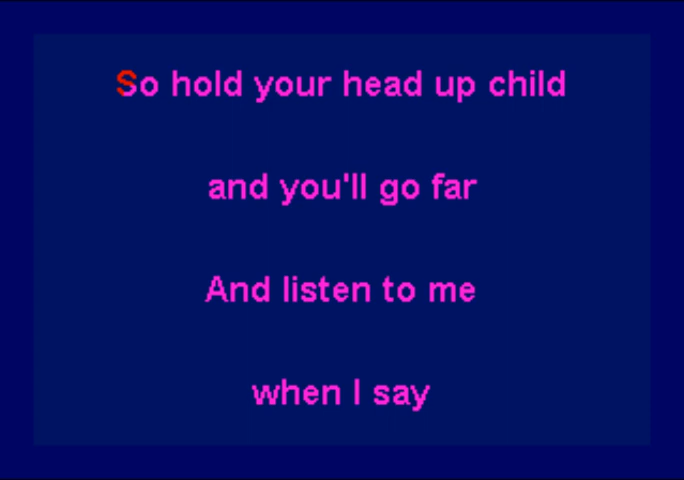 So hold your head up child
and you'll go far
And listen to me
when I say